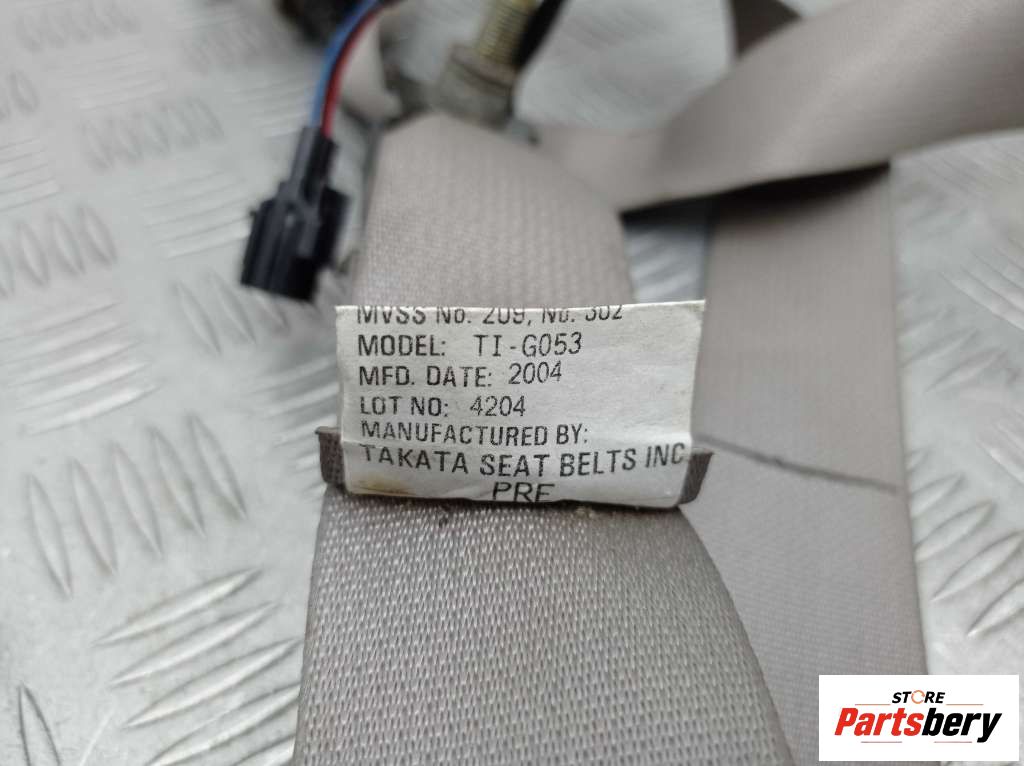 MVSS No. 209, No. 302
MODEL: TI-G053
MFD. DATE: 2004
LOT NO: 4204
MANUFACTURED BY:
TAKATA SEAT BELTS INC
PRE
STORE
Partsbery